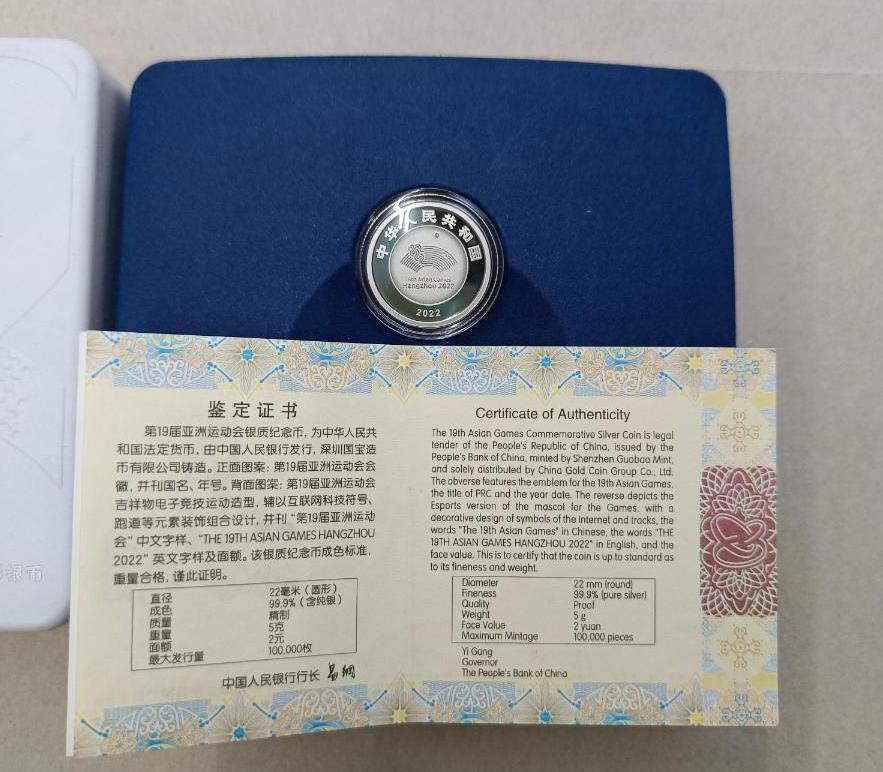 中华人民共和国
19th Asian Games
Hangzhou 2022
2022
银币
鉴定证书
第19届亚洲运动会银质纪念币，为中华人民共
和国法定货币，由中国人民银行发行，深圳国宝造
币有限公司铸造。正面图案：第19届亚洲运动会会
徽，并刊国名、年号。背面图案：第19届亚洲运动会
吉祥物电子竞技运动造型，辅以互联网科技符号、
跑道等元素装饰组合设计，并刊“第19届亚洲运动
会”中文字样、“THE 19TH ASIAN GAMES HANGZHOU
2022”英文字样及面额。该银质纪念币成色标准，
重量合格，谨此证明。
直径 22毫米（圆形）
成色 99.9%（含纯银）
质量 精制
重量 5克
面额 2元
最大发行量 100,000枚
中国人民银行行长 易纲
Certificate of Authenticity
The 19th Asian Games Commemorative Silver Coin is legal
tender of the People's Republic of China, issued by the
People's Bank of China, minted by Shenzhen Guobao Mint,
and solely distributed by China Gold Coin Group Co., Ltd.
The obverse features the emblem for the 19th Asian Games,
the title of PRC and the year date. The reverse depicts the
Esports version of the mascot for the Games, with a
decorative design of symbols of the Internet and tracks, the
words "The 19th Asian Games" in Chinese, the words "THE
19TH ASIAN GAMES HANGZHOU 2022" in English, and the
face value. This is to certify that the coin is up to standard as
to its fineness and weight.
Diameter 22 mm (round)
Fineness 99.9% (pure silver)
Quality Proof
Weight 5 g
Face Value 2 yuan
Maximum Mintage 100,000 pieces
Yi Gang
Governor
The People's Bank of China